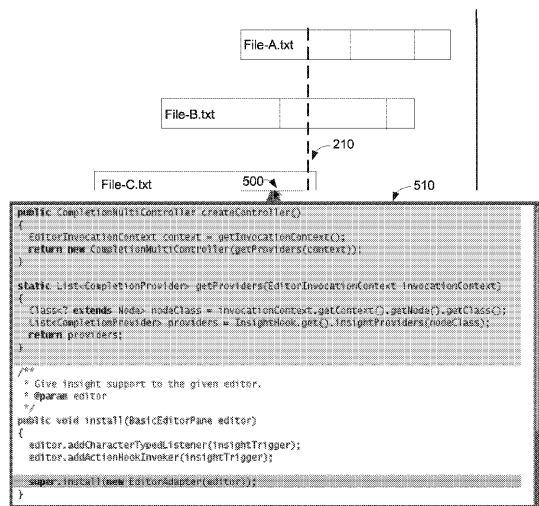 File-A.txt
File-B.txt
210
File-C.txt
500
510
public CompletionMultiController createController()
{
EditorInvocationContext context = getInvocationContext();
return new CompletionMultiController(getProviders(context));
}
static List<CompletionProvider> getProviders(EditorInvocationContext invocationContext)
{
Class<? extends Node> nodeClass = invocationContext.getContext().getNode().getClass();
List<CompletionProvider> providers = InsightHook.get().insightProviders(nodeClass);
return providers;
}
/**
* Give insight support to the given editor.
* @param editor
*/
public void install(BasicEditorPane editor)
{
editor.addCharacterTypedListener(insightTrigger);
editor.addActionHookInvoker(insightTrigger);
super.install(new EditorAdapter(editor));
}